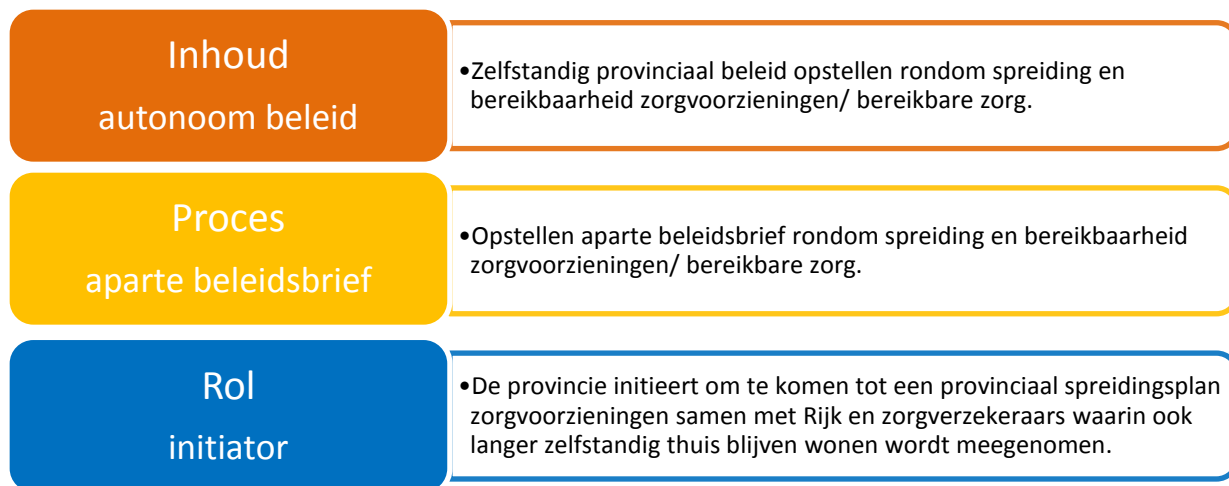 Inhoud
autonoom beleid
•Zelfstandig provinciaal beleid opstellen rondom spreiding en
bereikbaarheid zorgvoorzieningen/ bereikbare zorg.
Proces
aparte beleidsbrief
•Opstellen aparte beleidsbrief rondom spreiding en bereikbaarheid
zorgvoorzieningen/ bereikbare zorg.
Rol
initiator
•De provincie initieert om te komen tot een provinciaal spreidingsplan
zorgvoorzieningen samen met Rijk en zorgverzekeraars waarin ook
langer zelfstandig thuis blijven wonen wordt meegenomen.